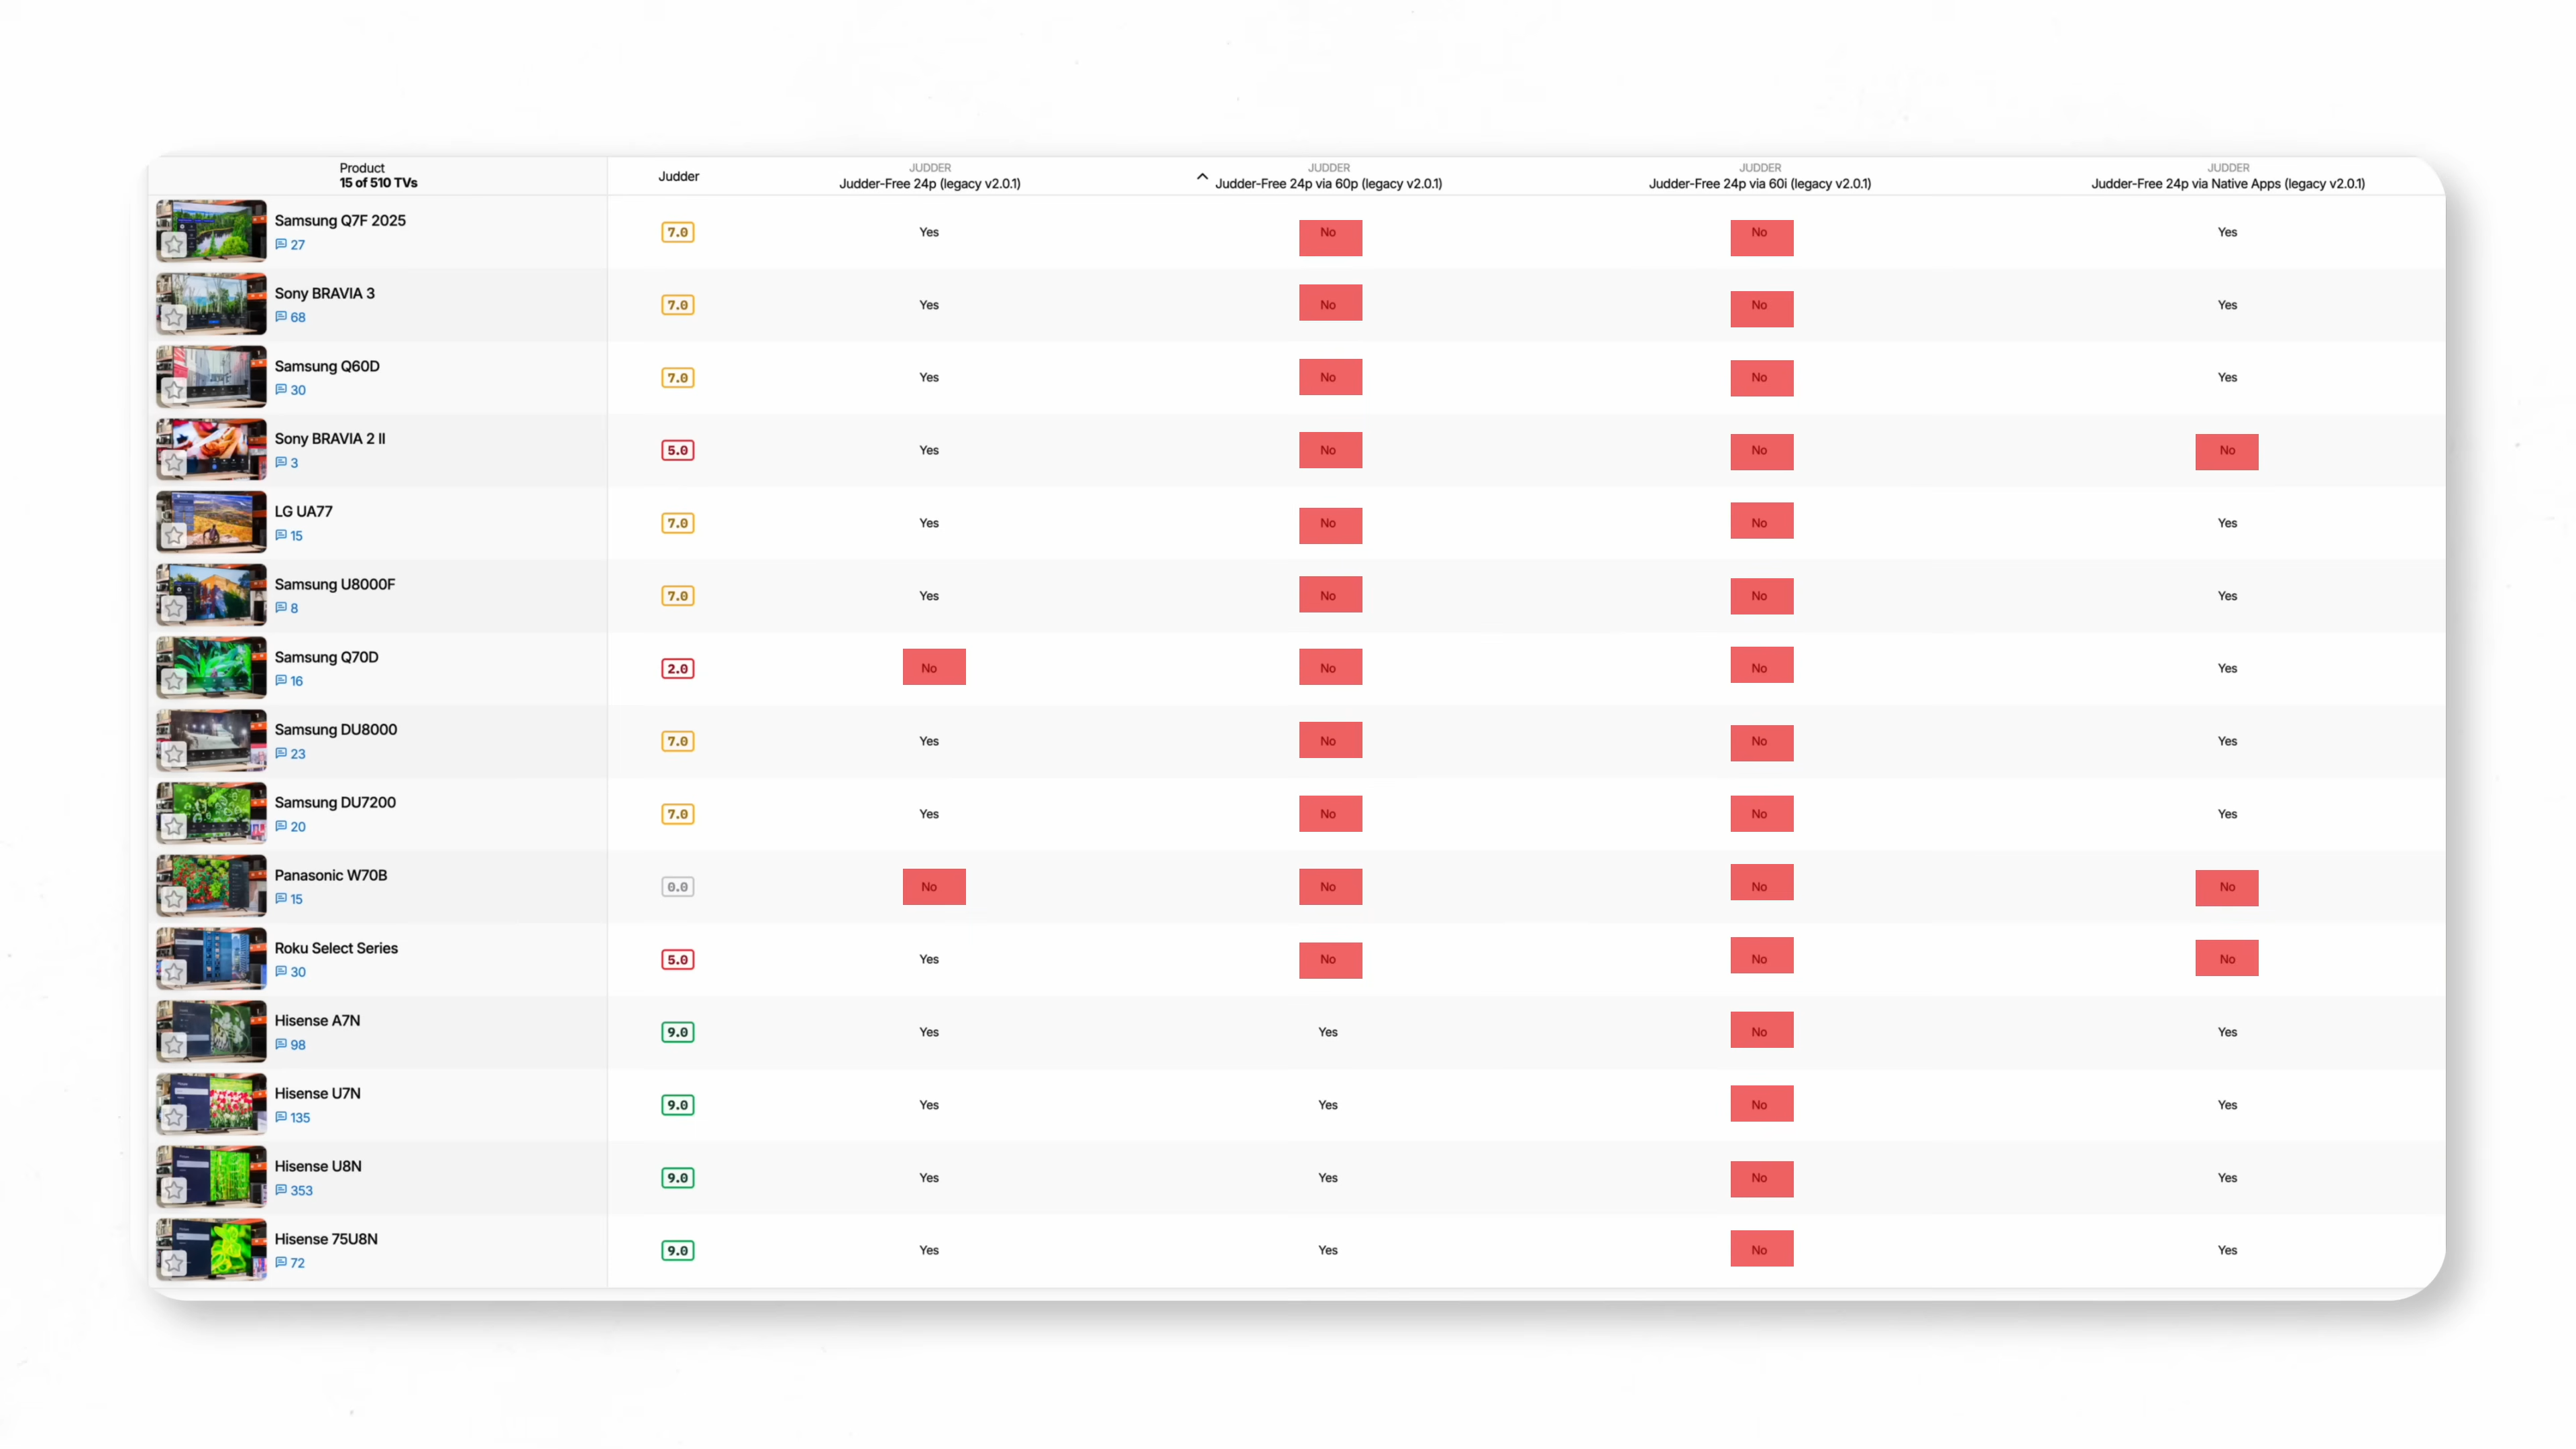 Product
15 of 510 TVs
Judder
JUDDER
Judder-Free 24p (legacy v2.0.1)
JUDDER
Judder-Free 24p via 60p (legacy v2.0.1)
JUDDER
Judder-Free 24p via 60i (legacy v2.0.1)
JUDDER
Judder-Free 24p via Native Apps (legacy v2.0.1)
Samsung Q7F 2025
27
7.0 Yes No No Yes
Sony BRAVIA 3
68
7.0 Yes No No Yes
Samsung Q60D
30
7.0 Yes No No Yes
Sony BRAVIA 2 II
3
5.0 Yes No No No
LG UA77
15
7.0 Yes No No Yes
Samsung U8000F
8
7.0 Yes No No Yes
Samsung Q70D
16
2.0 No No No Yes
Samsung DU8000
23
7.0 Yes No No Yes
Samsung DU7200
20
7.0 Yes No No Yes
Panasonic W70B
15
0.0 No No No No
Roku Select Series
30
5.0 Yes No No No
Hisense A7N
98
9.0 Yes Yes No Yes
Hisense U7N
135
9.0 Yes Yes No Yes
Hisense U8N
353
9.0 Yes Yes No Yes
Hisense 75U8N
72
9.0 Yes Yes No Yes